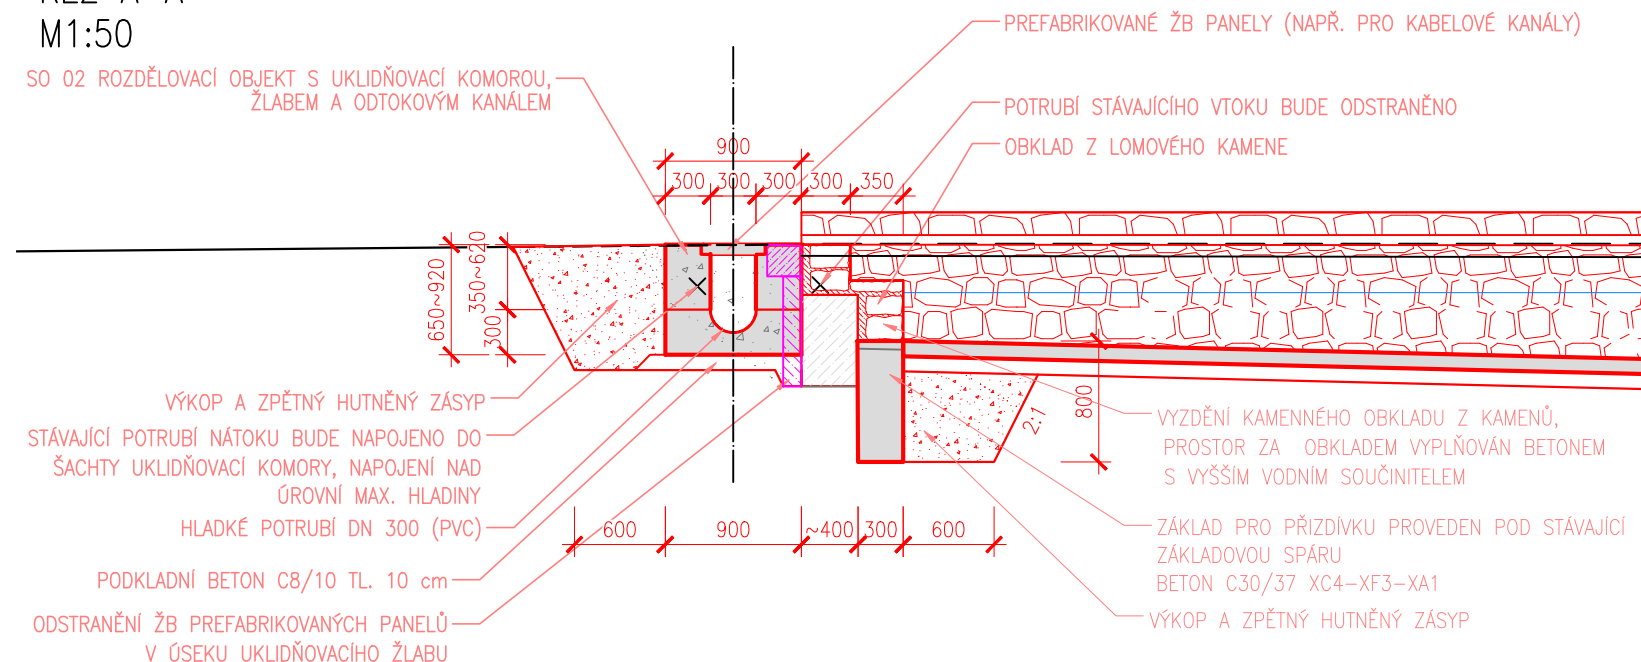 M1:50
SO 02 ROZDĚLOVACÍ OBJEKT S UKLIDŇOVACÍ KOMOROU,
ŽLABEM A ODTOKOVÝM KANÁLEM
PREFABRIKOVANÉ ŽB PANELY (NAPŘ. PRO KABELOVÉ KANÁLY)
POTRUBÍ STÁVAJÍCÍHO VTOKU BUDE ODSTRANĚNO
OBKLAD Z LOMOVÉHO KAMENE
900
300 300 300 300 350
650~920
350~620
300
800
2:1
VÝKOP A ZPĚTNÝ HUTNĚNÝ ZÁSYP
STÁVAJÍCÍ POTRUBÍ NÁTOKU BUDE NAPOJENO DO
ŠACHTY UKLIDŇOVACÍ KOMORY, NAPOJENÍ NAD
ÚROVNÍ MAX. HLADINY
HLADKÉ POTRUBÍ DN 300 (PVC)
PODKLADNÍ BETON C8/10 TL. 10 cm
ODSTRANĚNÍ ŽB PREFABRIKOVANÝCH PANELŮ
V ÚSEKU UKLIDŇOVACÍHO ŽLABU
600 900 ~400 300 600
VYZDĚNÍ KAMENNÉHO OBKLADU Z KAMENŮ,
PROSTOR ZA OBKLADEM VYPLŇOVÁN BETONEM
S VYŠŠÍM VODNÍM SOUČINITELEM
ZÁKLAD PRO PŘIZDÍVKU PROVEDEN POD STÁVAJÍCÍ
ZÁKLADOVOU SPÁRU
BETON C30/37 XC4-XF3-XA1
VÝKOP A ZPĚTNÝ HUTNĚNÝ ZÁSYP